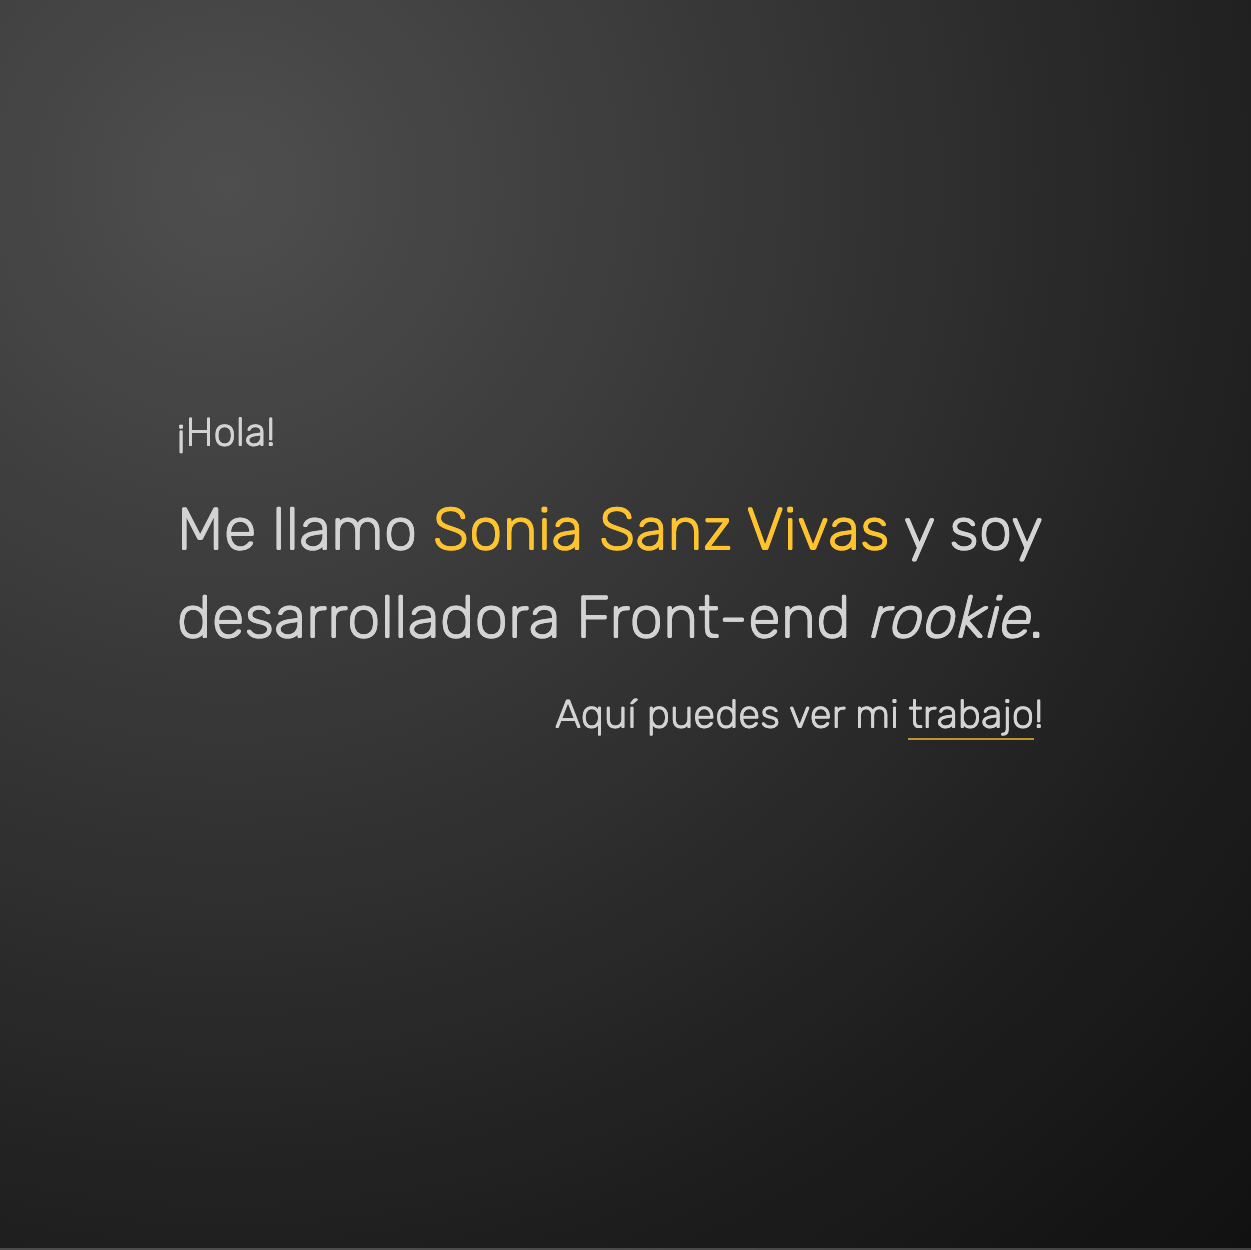 ¡Hola!
Me llamo Sonia Sanz Vivas y soy
desarrolladora Front-end rookie.
Aquí puedes ver mi trabajo!